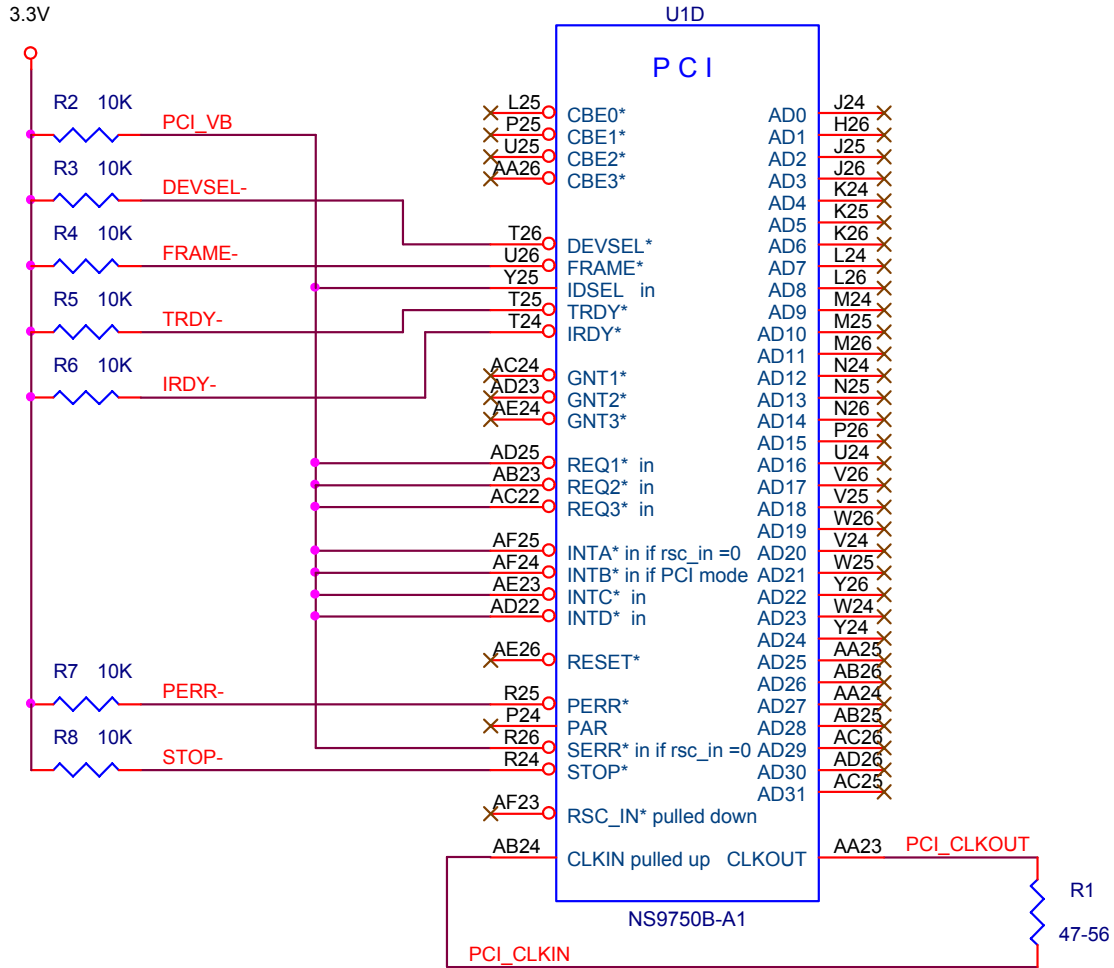 3.3V
U1D
P C I
R2 10K
PCI_VB
R3 10K
DEVSEL-
R4 10K
FRAME-
R5 10K
TRDY-
R6 10K
IRDY-
R7 10K
PERR-
R8 10K
STOP-
L25 CBE0*
P25 CBE1*
U25 CBE2*
AA26 CBE3*
T26 DEVSEL*
U26 FRAME*
Y25 IDSEL in
T25 TRDY*
T24 IRDY*
AC24 GNT1*
AD23 GNT2*
AE24 GNT3*
AD25 REQ1* in
AB23 REQ2* in
AC22 REQ3* in
AF25 INTA* in if rsc_in =0
AF24 INTB* in if PCI mode
AE23 INTC* in
AD22 INTD* in
AE26 RESET*
R25 PERR*
P24 PAR
R26 SERR* in if rsc_in =0
R24 STOP*
AF23 RSC_IN* pulled down
AB24 CLKIN pulled up
AD0 J24
AD1 H26
AD2 J25
AD3 J26
AD4 K24
AD5 K25
AD6 K26
AD7 L24
AD8 L26
AD9 M24
AD10 M25
AD11 M26
AD12 N24
AD13 N25
AD14 N26
AD15 P26
AD16 U24
AD17 V26
AD18 V25
AD19 W26
AD20 V24
AD21 W25
AD22 Y26
AD23 W24
AD24 Y24
AD25 AA25
AD26 AB26
AD27 AA24
AD28 AB25
AD29 AC26
AD30 AD26
AD31 AC25
CLKOUT AA23
PCI_CLKOUT
R1
47-56
NS9750B-A1
PCI_CLKIN